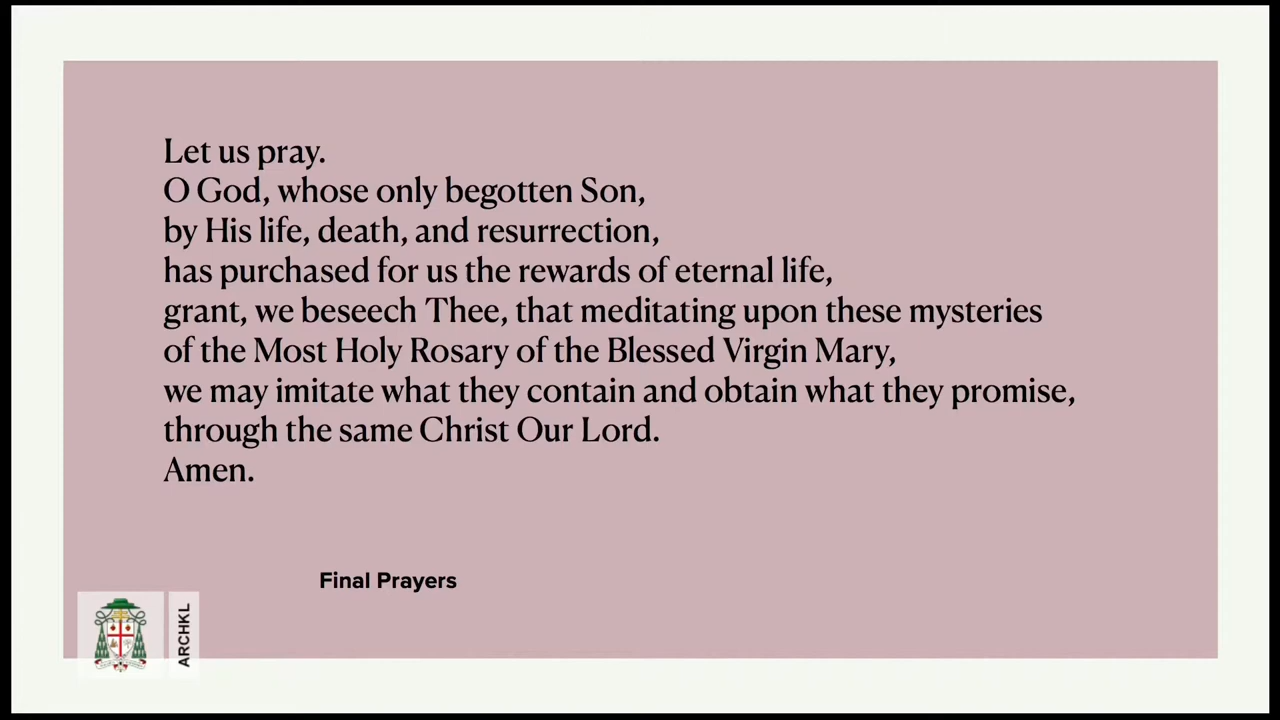 Let us pray.
O God, whose only begotten Son,
by His life, death, and resurrection,
has purchased for us the rewards of eternal life,
grant, we beseech Thee, that meditating upon these mysteries
of the Most Holy Rosary of the Blessed Virgin Mary,
we may imitate what they contain and obtain what they promise,
through the same Christ Our Lord.
Amen.
Final Prayers
ARCHKL